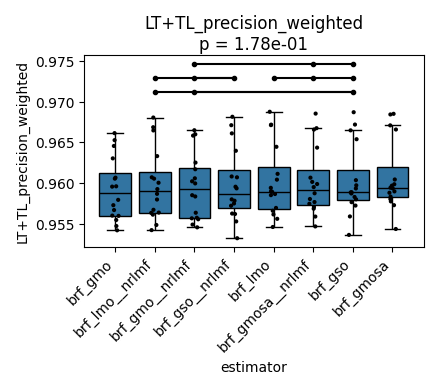 LT+TL_precision_weighted
p = 1.78e-01
LT+TL_precision_weighted
0.975
0.970
0.965
0.960
0.955
brf_gmo
brf_lmo__nrlmf
brf_gmo__nrlmf
brf_gso__nrlmf
brf_lmo
brf_gmosa__nrlmf
brf_gso
brf_gmosa
estimator